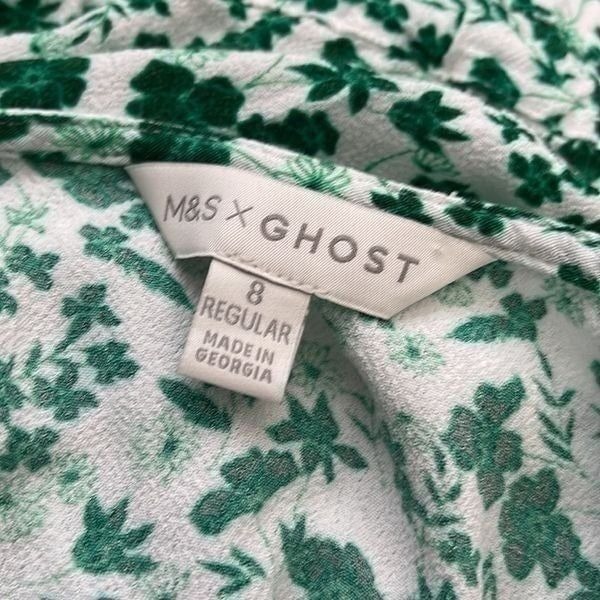 M&S X GHOST
8
REGULAR
MADE IN
GEORGIA